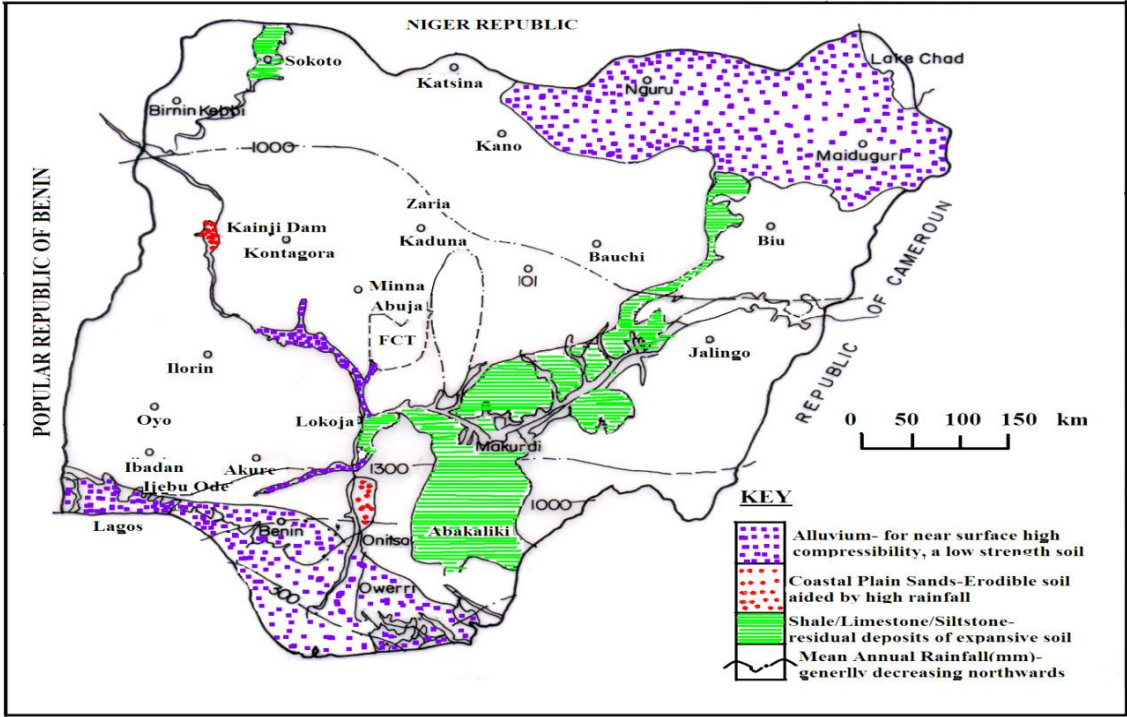 NIGER REPUBLIC
Sokoto
Katsina
Lake Chad
Nguru
Birnin Kebbi
Kano
Maiduguri
1000
Zaria
Kainji Dam
Kaduna
Kontagora
Bauchi
Biu
101
Minna
Abuja
FCT
Ilorin
Jalingo
POPULAR REPUBLIC OF BENIN
REPUBLIC OF CAMEROUN
Oyo
Lokoja
0 50 100 150 km
Makurdi
Ibadan
Akure
1300
Ijebu Ode
1000
Lagos
Benin
Onitsa
Abakaliki
Owerri
300
KEY
Alluvium- for near surface high
compressibility, a low strength soil
Coastal Plain Sands-Erodible soil
aided by high rainfall
Shale/Limestone/Siltstone-
residual deposits of expansive soil
Mean Annual Rainfall(mm)-
generlly decreasing northwards